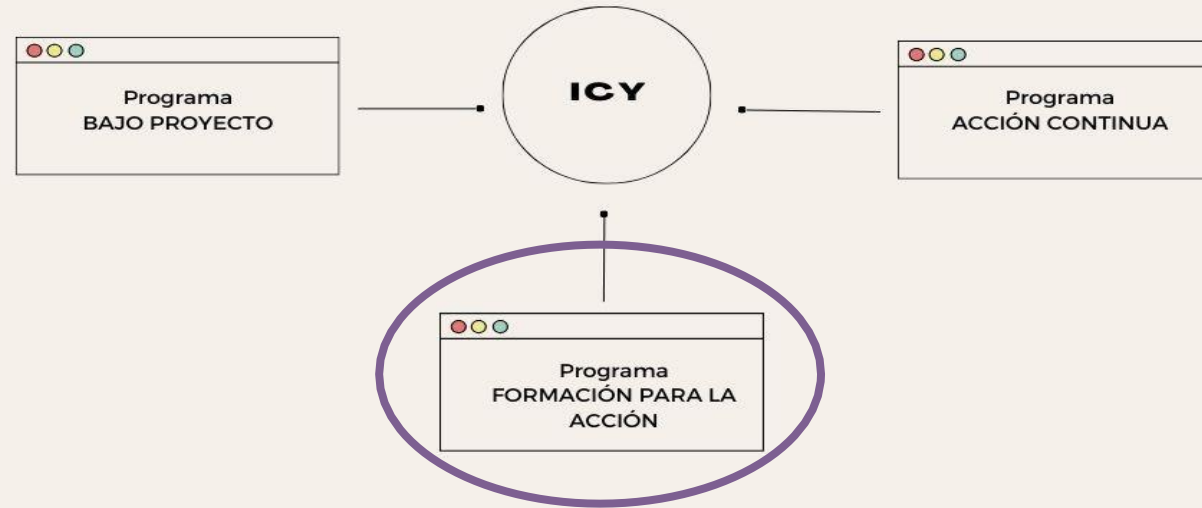 Programa
BAJO PROYECTO
ICY
Programa
ACCIÓN CONTINUA
Programa
FORMACIÓN PARA LA
ACCIÓN